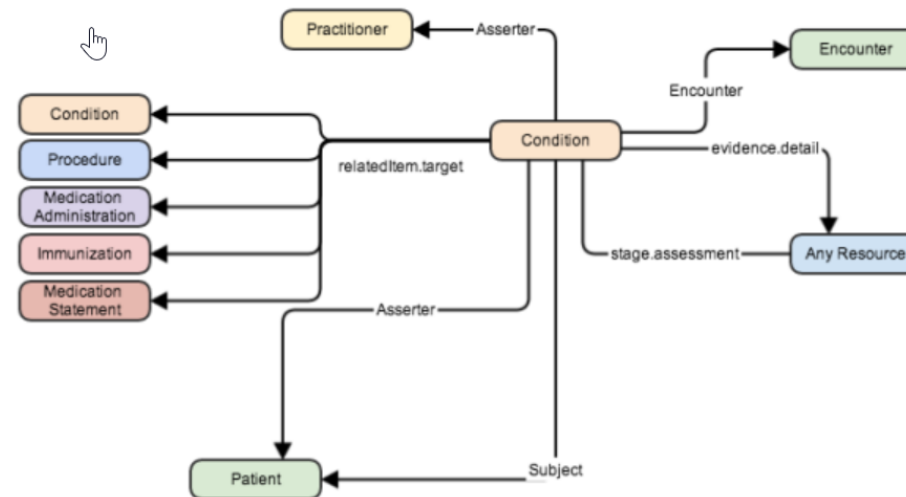 Practitioner
Asserter
Encounter
Encounter
Condition
Condition
Procedure
evidence.detail
relatedItem.target
Medication
Administration
Immunization
stage.assessment
Any Resource
Medication
Statement
Asserter
Subject
Patient